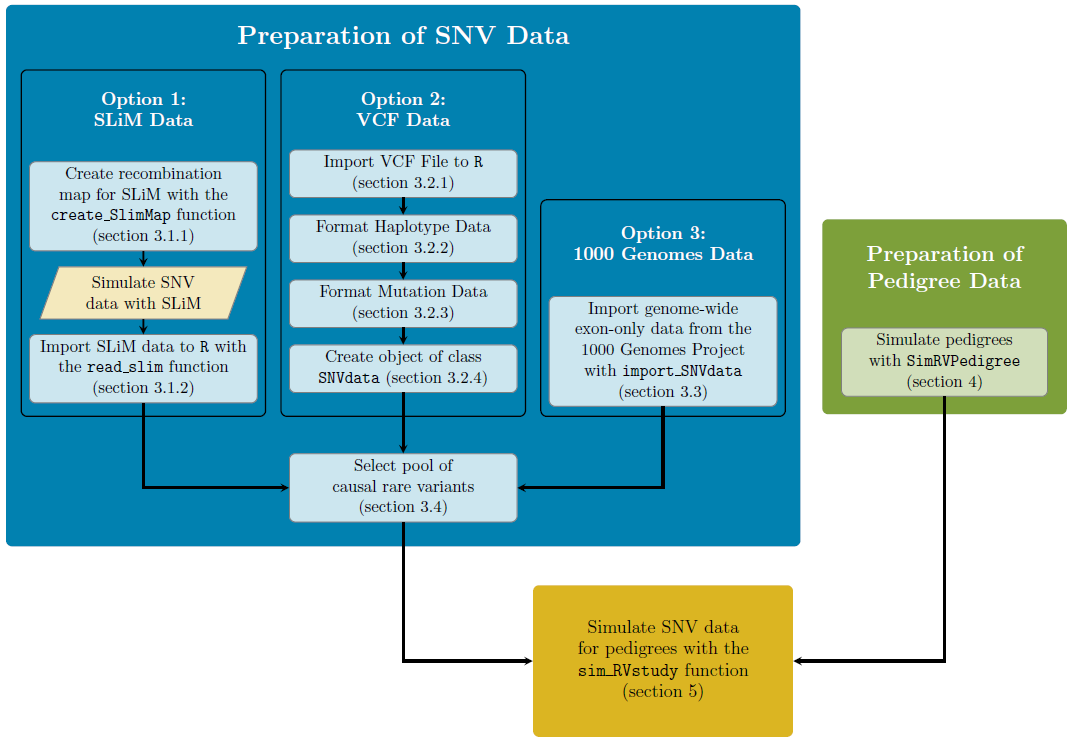 Preparation of SNV Data
Option 1:
SLiM Data
Create recombination
map for SLiM with the
create_SlimMap function
(section 3.1.1)
Simulate SNV
data with SLiM
Import SLiM data to R with
the read_slim function
(section 3.1.2)
Option 2:
VCF Data
Import VCF File to R
(section 3.2.1)
Format Haplotype Data
(section 3.2.2)
Format Mutation Data
(section 3.2.3)
Create object of class
SNVdata (section 3.2.4)
Option 3:
1000 Genomes Data
Import genome-wide
exon-only data from the
1000 Genomes Project
with import_SNVdata
(section 3.3)
Select pool of
causal rare variants
(section 3.4)
Preparation of
Pedigree Data
Simulate pedigrees
with SimRVPedigree
(section 4)
Simulate SNV data
for pedigrees with the
sim_RVstudy function
(section 5)